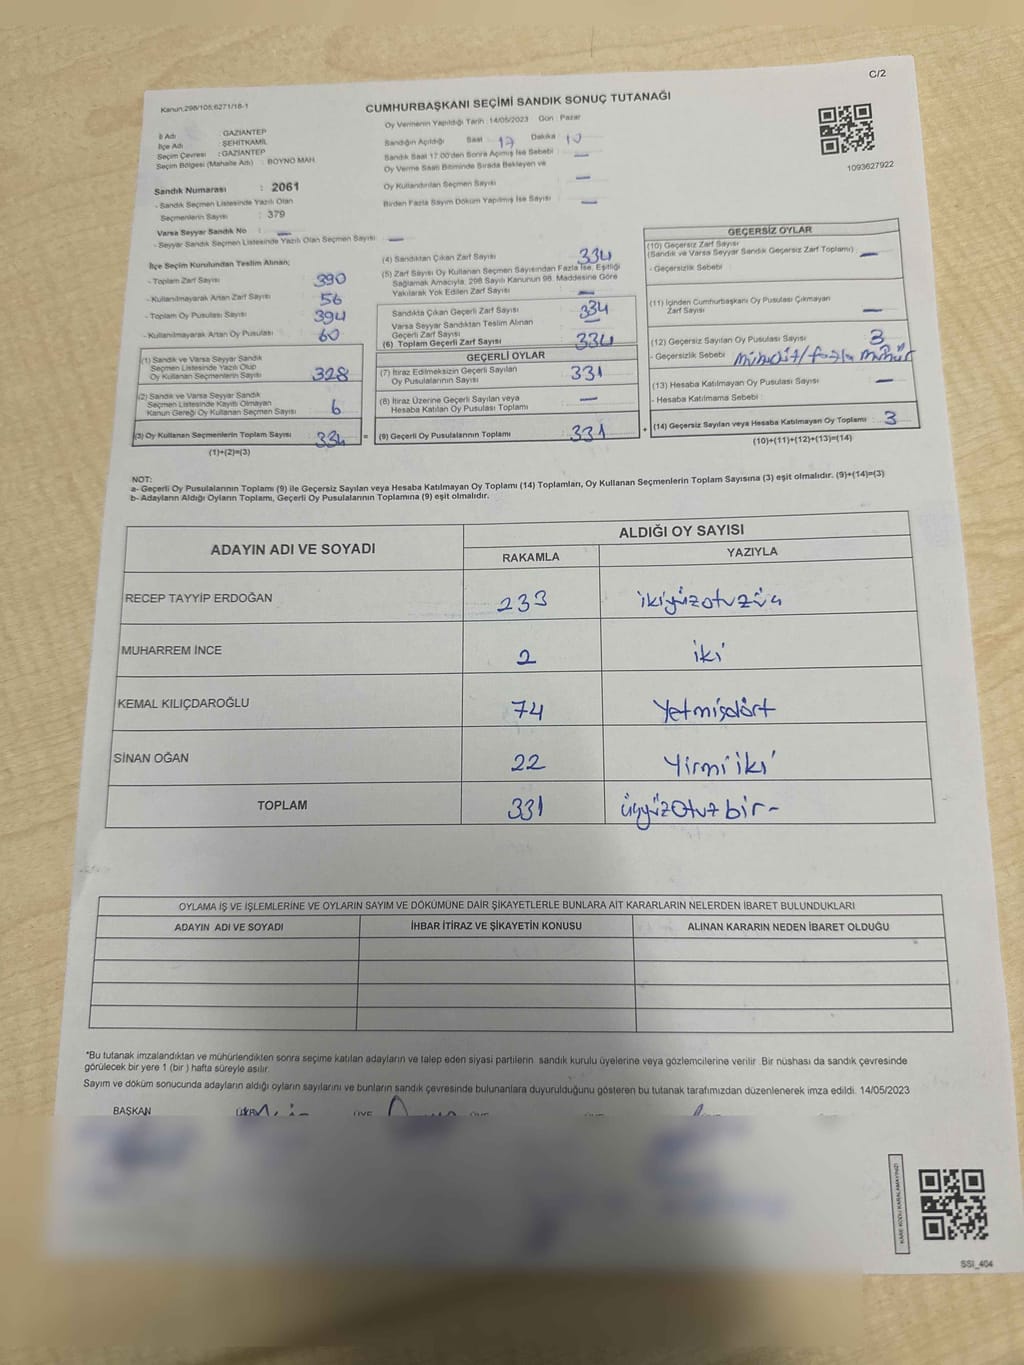 C/2
Kanun:298/105;6271/18-1
CUMHURBAŞKANI SEÇİMİ SANDIK SONUÇ TUTANAĞI
Oy Vermenin Yapıldığı Tarih :14/05/2023 Gün : Pazar
İl Adı : GAZİANTEP
İlçe Adı : ŞEHİTKAMİL
Seçim Çevresi : GAZİANTEP
Seçim Bölgesi (Mahalle Adı) : BOYNO MAH.
Sandık Numarası : 2061
- Sandık Seçmen Listesinde Yazılı Olan
Seçmenlerin Sayısı : 379
Varsa Seyyar Sandık No : —
- Seyyar Sandık Seçmen Listesinde Yazılı Olan Seçmen Sayısı : —
Sandığın Açıldığı Saat : 17 Dakika : 10
Sandık Saat 17.00'den Sonra Açılmış İse Sebebi : —
Oy Verme Saati Bitiminde Sırada Bekleyen ve
Oy Kullandırılan Seçmen Sayısı : —
Birden Fazla Sayım Döküm Yapılmış İse Sayısı : —
1093627922
İlçe Seçim Kurulundan Teslim Alınan;
- Toplam Zarf Sayısı : 390
- Kullanılmayarak Artan Zarf Sayısı : 56
- Toplam Oy Pusulası Sayısı : 394
- Kullanılmayarak Artan Oy Pusulası : 60
(1) Sandık ve Varsa Seyyar Sandık
Seçmen Listesinde Yazılı Olup
Oy Kullanan Seçmenlerin Sayısı : 328
(2) Sandık ve Varsa Seyyar Sandık
Seçmen Listesinde Kayıtlı Olmayan
Kanun Gereği Oy Kullanan Seçmen Sayısı : 6
(3) Oy Kullanan Seçmenlerin Toplam Sayısı : 334
(1)+(2)=(3)
(4) Sandıktan Çıkan Zarf Sayısı : 334
(5) Zarf Sayısı Oy Kullanan Seçmen Sayısından Fazla İse, Eşitliği
Sağlamak Amacıyla, 298 Sayılı Kanunun 98. Maddesine Göre
Yakılarak Yok Edilen Zarf Sayısı : —
Sandıkta Çıkan Geçerli Zarf Sayısı : 334
Varsa Seyyar Sandıktan Teslim Alınan
Geçerli Zarf Sayısı : —
(6) Toplam Geçerli Zarf Sayısı : 334
GEÇERLİ OYLAR
(7) İtiraz Edilmeksizin Geçerli Sayılan
Oy Pusulalarının Sayısı : 331
(8) İtiraz Üzerine Geçerli Sayılan veya
Hesaba Katılan Oy Pusulası Toplamı : —
= (9) Geçerli Oy Pusulalarının Toplamı : 331
GEÇERSİZ OYLAR
(10) Geçersiz Zarf Sayısı
(Sandık ve Varsa Seyyar Sandık Geçersiz Zarf Toplamı) : —
- Geçersizlik Sebebi :
(11) İçinden Cumhurbaşkanı Oy Pusulası Çıkmayan
Zarf Sayısı : —
(12) Geçersiz Sayılan Oy Pusulası Sayısı : 3
- Geçersizlik Sebebi : / fazla mühür
(13) Hesaba Katılmayan Oy Pusulası Sayısı : —
- Hesaba Katılmama Sebebi :
+ (14) Geçersiz Sayılan veya Hesaba Katılmayan Oy Toplamı : 3
(10)+(11)+(12)+(13)=(14)
NOT:
a- Geçerli Oy Pusulalarının Toplamı (9) ile Geçersiz Sayılan veya Hesaba Katılmayan Oy Toplamı (14) Toplamları, Oy Kullanan Seçmenlerin Toplam Sayısına (3) eşit olmalıdır. (9)+(14)=(3)
b- Adayların Aldığı Oyların Toplamı, Geçerli Oy Pusulalarının Toplamına (9) eşit olmalıdır.
ADAYIN ADI VE SOYADI ALDIĞI OY SAYISI
RAKAMLA YAZIYLA
RECEP TAYYİP ERDOĞAN 233 ikiyüzotuzüç
MUHARREM İNCE 2 iki
KEMAL KILIÇDAROĞLU 74 Yetmişdört
SİNAN OĞAN 22 Yirmiiki
TOPLAM 331 üçyüzotuzbir-
OYLAMA İŞ VE İŞLEMLERİNE VE OYLARIN SAYIM VE DÖKÜMÜNE DAİR ŞİKAYETLERLE BUNLARA AİT KARARLARIN NELERDEN İBARET BULUNDUKLARI
ADAYIN ADI VE SOYADI İHBAR İTİRAZ VE ŞİKAYETİN KONUSU ALINAN KARARIN NEDEN İBARET OLDUĞU
*Bu tutanak imzalandıktan ve mühürlendikten sonra seçime katılan adayların ve talep eden siyasi partilerin sandık kurulu üyelerine veya gözlemcilerine verilir. Bir nüshası da sandık çevresinde
görülecek bir yere 1 (bir) hafta süreyle asılır.
Sayım ve döküm sonucunda adayların aldığı oyların sayılarını ve bunların sandık çevresinde bulunanlara duyurulduğunu gösteren bu tutanak tarafımızdan düzenlenerek imza edildi. 14/05/2023
BAŞKAN
KARE KODU KARALAMAYINIZ!
SSİ_404